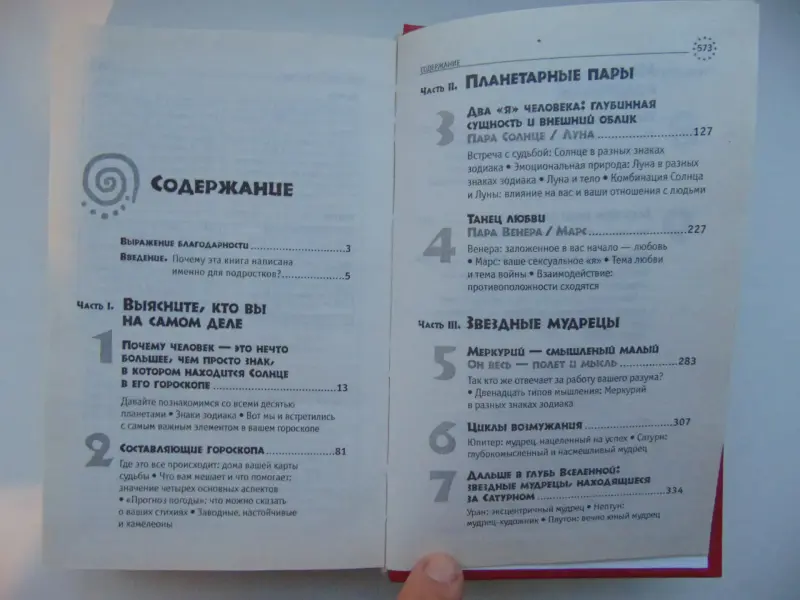 Содержание
Выражение благодарности ..................... 3
Введение. Почему эта книга написана
именно для подростков? ............... 5
Часть I. Выясните, кто вы
на самом деле
1 Почему человек — это нечто
большее, чем просто знак,
в котором находится Солнце
в его гороскопе ........................... 13
Давайте познакомимся со всеми десятью
планетами • Знаки зодиака • Вот мы и встретились
с самым важным элементом в вашем гороскопе
2 Составляющие гороскопа ........................ 81
Где это все происходит: дома вашей карты
судьбы • Что вам мешает и что помогает:
значение четырех основных аспектов
• «Прогноз погоды»: что можно сказать
о ваших стихиях • Заводные, настойчивые
и хамелеоны
Содержание 573
Часть II. Планетарные пары
3 Два «я» человека: глубинная
сущность и внешний облик
Пара Солнце / Луна ..................... 127
Встреча с судьбой: Солнце в разных знаках
зодиака • Эмоциональная природа: Луна в разных
знаках зодиака • Луна и тело • Комбинация Солнца
и Луны: влияние на вас и ваши отношения с людьми
4 Танец любви
Пара Венера / Марс ..................... 227
Венера: заложенное в вас начало — любовь
• Марс: ваше сексуальное «я» • Тема любви
и тема войны • Взаимодействие:
противоположности сходятся
Часть III. Звездные мудрецы
5 Меркурий — смышленый малый
Он весь — полет и мысль ............... 283
Так кто же отвечает за работу вашего разума?
• Двенадцать типов мышления: Меркурий
в разных знаках зодиака
6 Циклы возмужания ..................... 307
Юпитер: мудрец, нацеленный на успех • Сатурн:
глубокомысленный и насмешливый мудрец
7 Дальше в глубь Вселенной:
звездные мудрецы, находящиеся
за Сатурном ........................... 334
Уран: эксцентричный мудрец • Нептун:
мудрец-художник • Плутон: вечно юный мудрец